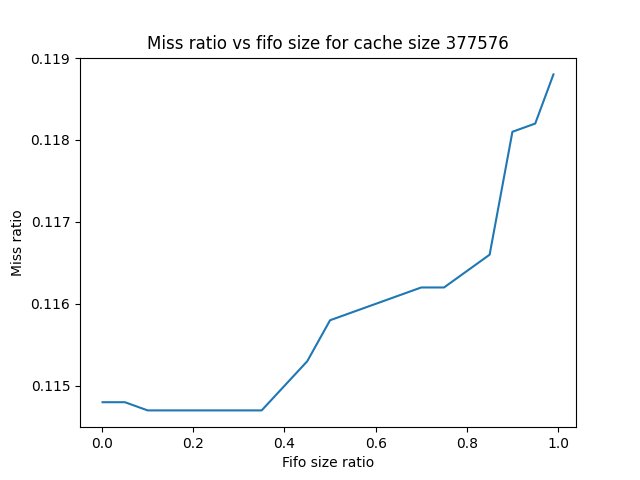 Miss ratio vs fifo size for cache size 377576
0.119
0.118
0.117
0.116
0.115
Miss ratio
0.0 0.2 0.4 0.6 0.8 1.0
Fifo size ratio